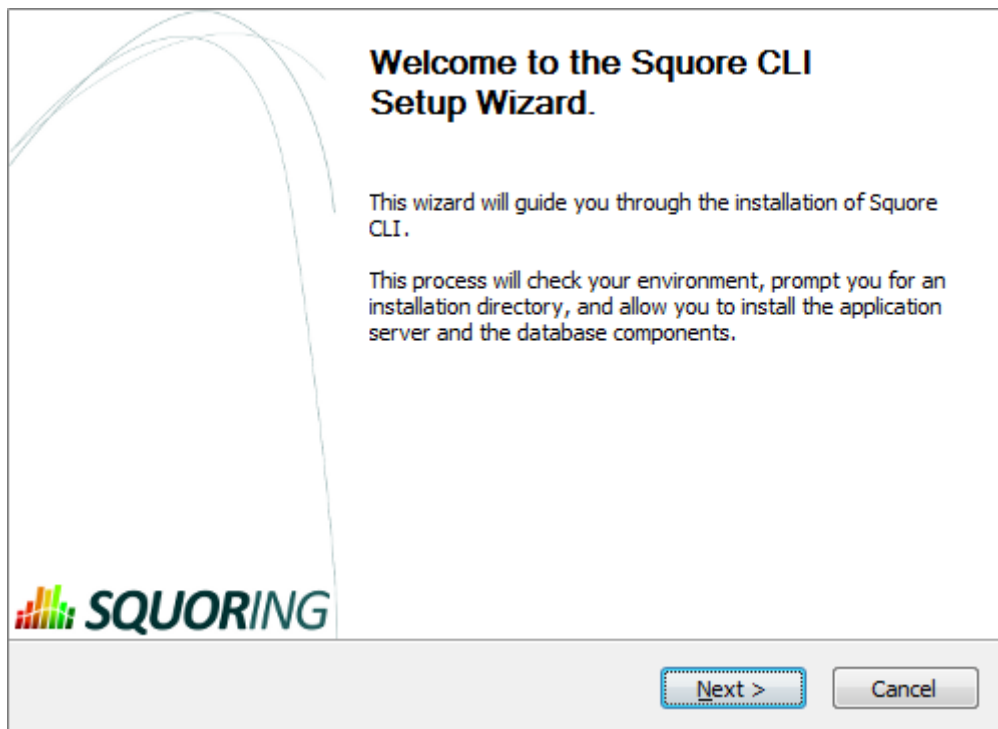 Welcome to the Squore CLI
Setup Wizard.
This wizard will guide you through the installation of Squore
CLI.
This process will check your environment, prompt you for an
installation directory, and allow you to install the application
server and the database components.
SQUORING
Next >
Cancel